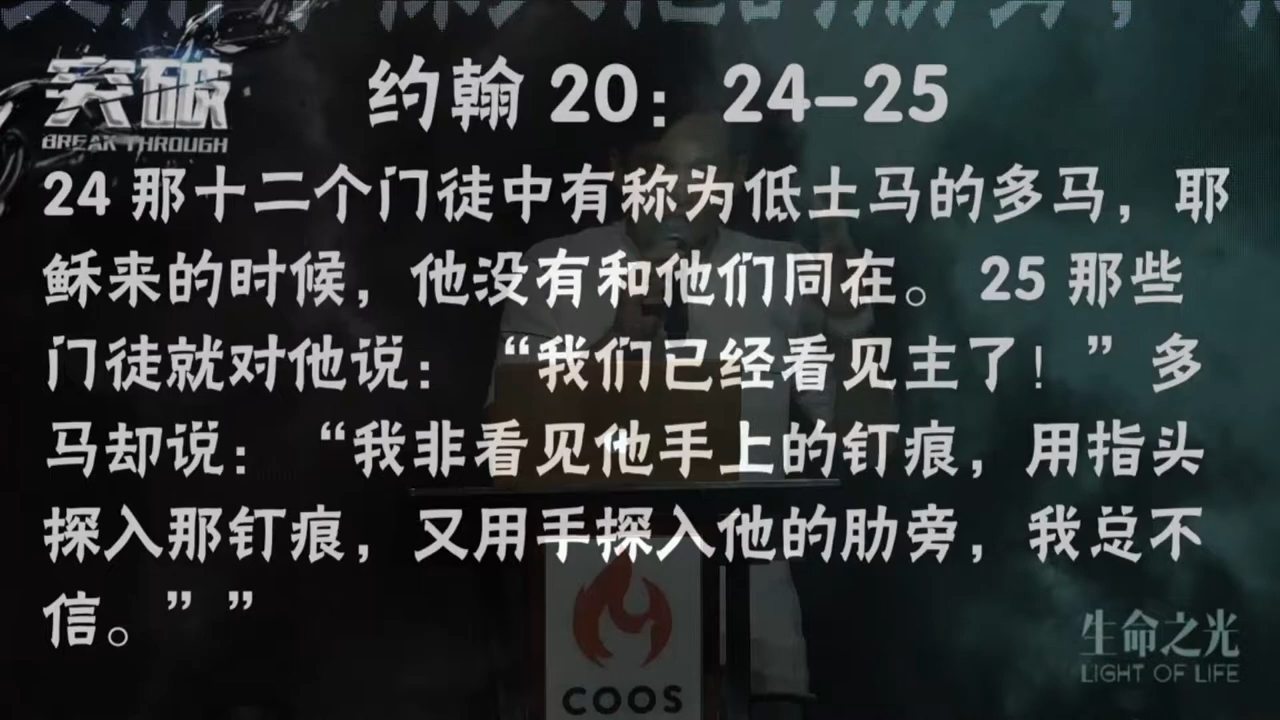 突破
BREAK THROUGH
约翰 20：24-25
24 那十二个门徒中有称为低土马的多马，耶
稣来的时候，他没有和他们同在。 25 那些
门徒就对他说：“我们已经看见主了！” 多
马却说：“我非看见他手上的钉痕，用指头
探入那钉痕，又用手探入他的肋旁，我总不
信。””
COOS
生命之光
LIGHT OF LIFE